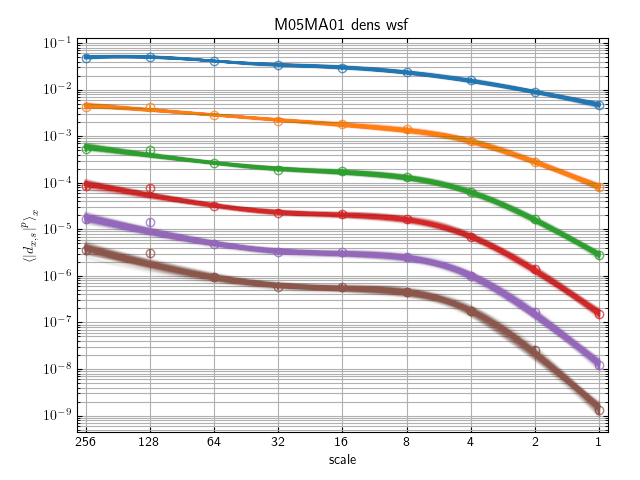 M05MA01 dens wsf
10⁻¹
10⁻²
10⁻³
10⁻⁴
10⁻⁵
10⁻⁶
10⁻⁷
10⁻⁸
10⁻⁹
⟨|d_{x,s}|^p⟩_x
256 128 64 32 16 8 4 2 1
scale